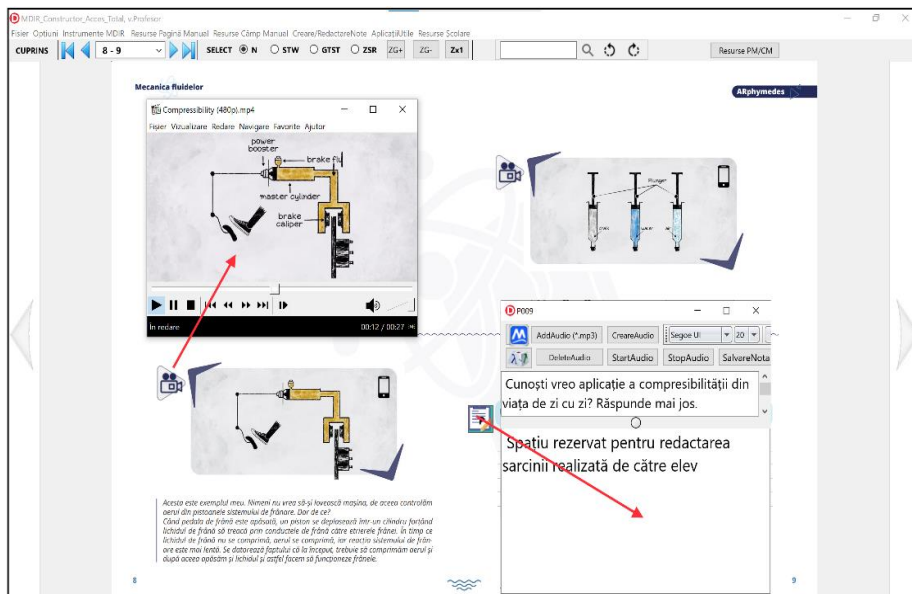 MDIR_Constructor_Acces_Total, v.Profesor
Fisier Optiuni Instrumente MDIR Resurse Pagină Manual Resurse Câmp Manual Creare/RedactareNote AplicațiiUtile Resurse Școlare
CUPRINS 8 - 9 SELECT N STW GTST ZSR ZG+ ZG- Zx1 Resurse PM/CM
Mecanica fluidelor
ARphymedes
Compressibility (480p).mp4
Fișier Vizualizare Redare Navigare Favorite Ajutor
power
booster
brake flu
master cylinder
brake
caliper
În redare 00:12 / 00:27
Plunger
water
P009
AddAudio (*.mp3) CreareAudio Segoe UI 20
DeleteAudio StartAudio StopAudio SalvareNota
Cunoști vreo aplicație a compresibilității din
viața de zi cu zi? Răspunde mai jos.
Spațiu rezervat pentru redactarea
sarcinii realizată de către elev
Acesta este exemplul meu. Nimeni nu vrea să-și lovească mașina, de aceea controlăm
aerul din pistoanele sistemului de frânare. Dar de ce?
Când pedala de frână este apăsată, un piston se deplasează într-un cilindru forțând
lichidul de frână să treacă prin conductele de frână către etrierele frânei. În timp ce
lichidul de frână nu se comprimă, aerul se comprimă, iar reacția sistemului de frân-
are este mai lentă. Se datorează faptului că la început, trebuie să comprimăm aerul și
după aceea apăsăm și lichidul și astfel facem să funcționeze frânele.
8
9